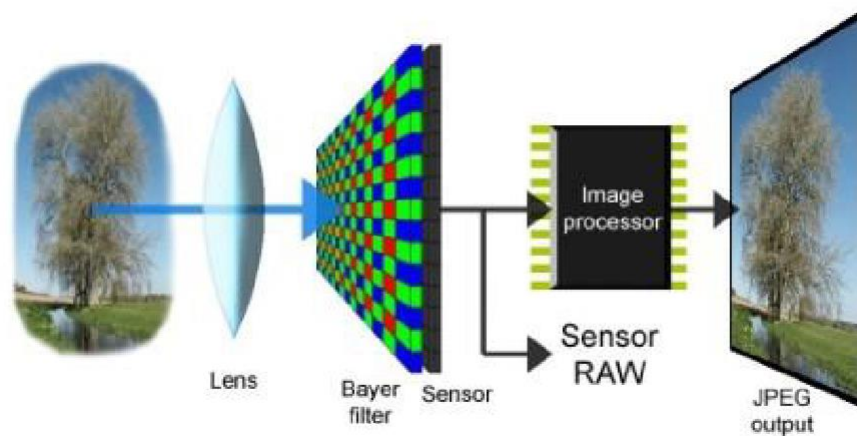 Lens
Bayer
filter
Sensor
Image
processor
Sensor
RAW
JPEG
output